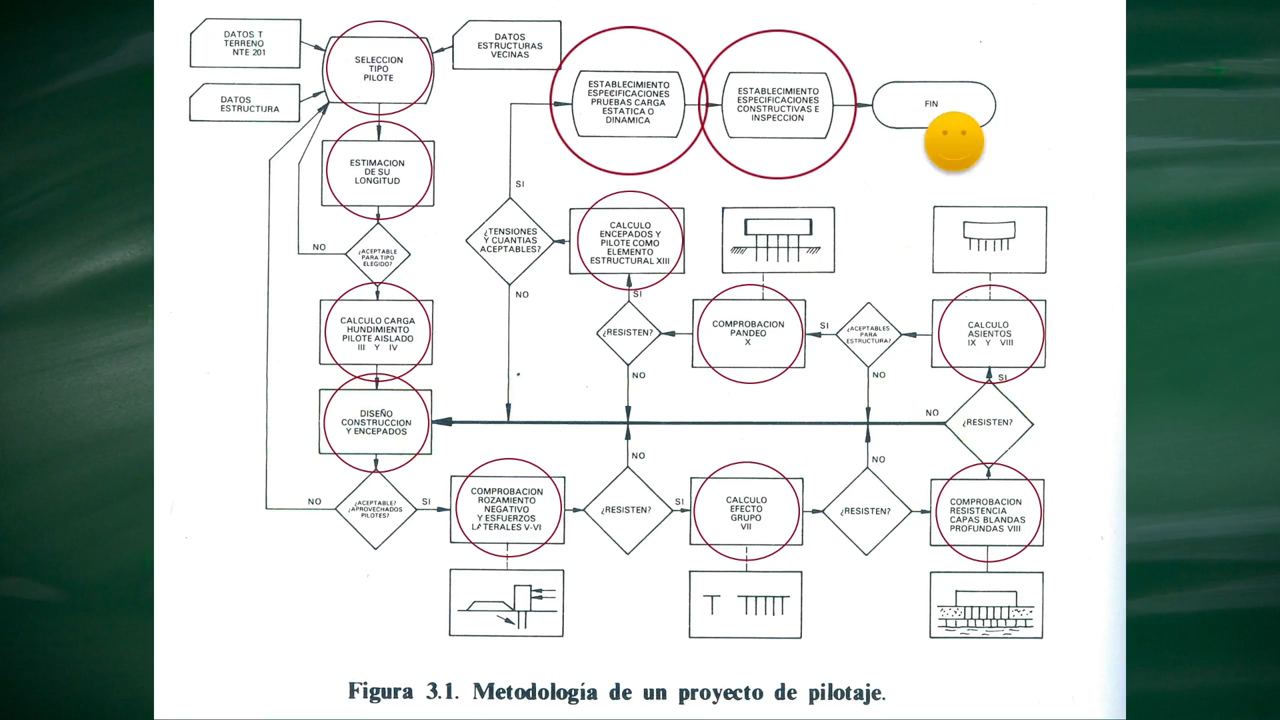 DATOS T
TERRENO
NTE 201
DATOS
ESTRUCTURA
SELECCION
TIPO
PILOTE
DATOS
ESTRUCTURAS
VECINAS
ESTABLECIMIENTO
ESPECIFICACIONES
PRUEBAS CARGA
ESTATICA O
DINAMICA
ESTABLECIMIENTO
ESPECIFICACIONES
CONSTRUCTIVAS E
INSPECCION
FIN
ESTIMACION
DE SU
LONGITUD
NO
¿ACEPTABLE
PARA TIPO
ELEGIDO?
SI
¿TENSIONES
Y CUANTIAS
ACEPTABLES?
NO
CALCULO
ENCEPADOS Y
PILOTE COMO
ELEMENTO
ESTRUCTURAL XIII
SI
CALCULO CARGA
HUNDIMIENTO
PILOTE AISLADO
III Y IV
¿RESISTEN?
NO
COMPROBACION
PANDEO
X
SI
¿ACEPTABLES
PARA
ESTRUCTURA?
NO
CALCULO
ASIENTOS
IX Y VIII
SI
DISEÑO
CONSTRUCCION
Y ENCEPADOS
NO
¿RESISTEN?
NO
¿ACEPTABLE?
¿APROVECHADOS
PILOTES?
SI
COMPROBACION
ROZAMIENTO
NEGATIVO
Y ESFUERZOS
LATERALES V-VI
NO
¿RESISTEN?
SI
CALCULO
EFECTO
GRUPO
VII
NO
¿RESISTEN?
COMPROBACION
RESISTENCIA
CAPAS BLANDAS
PROFUNDAS VIII
Figura 3.1. Metodología de un proyecto de pilotaje.